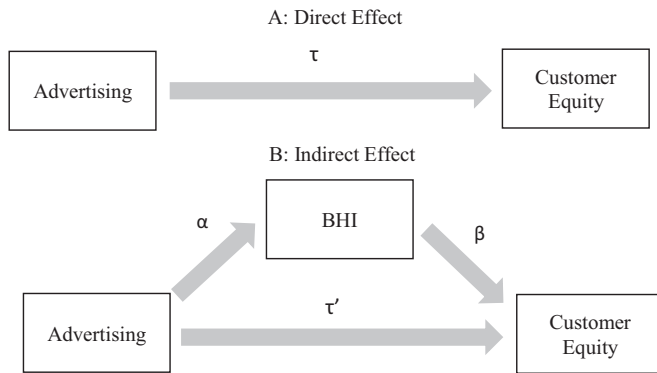 A: Direct Effect
τ
Advertising
Customer
Equity
B: Indirect Effect
BHI
α
β
τ’
Advertising
Customer
Equity